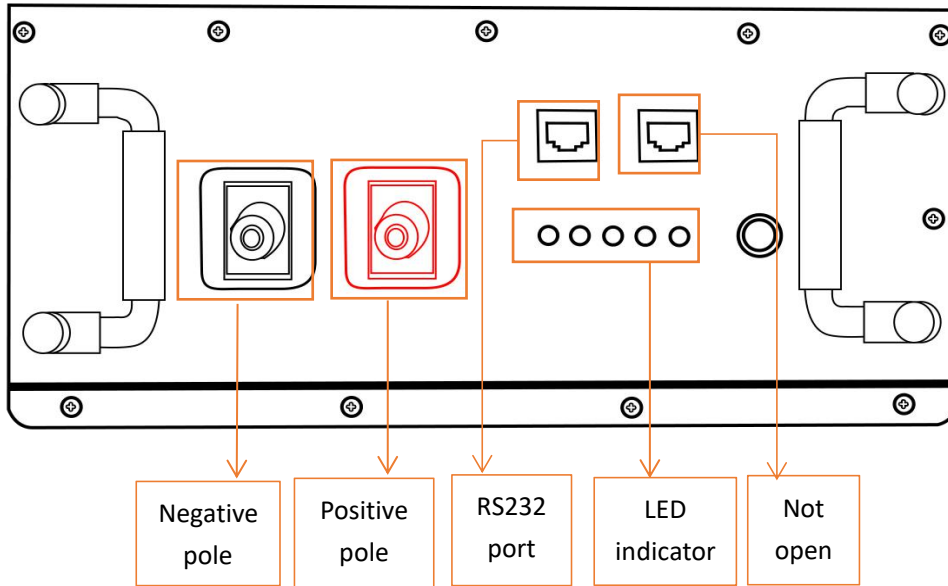 Negative
pole
Positive
pole
RS232
port
LED
indicator
Not
open